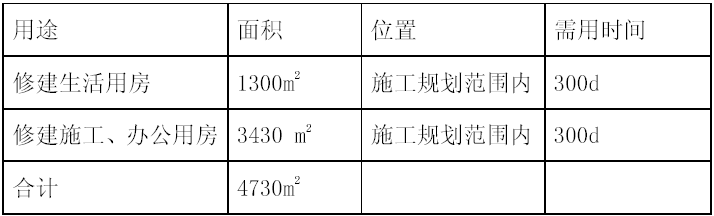 用途 面积 位置 需用时间
修建生活用房 1300m² 施工规划范围内 300d
修建施工、办公用房 3430 m² 施工规划范围内 300d
合计 4730m²